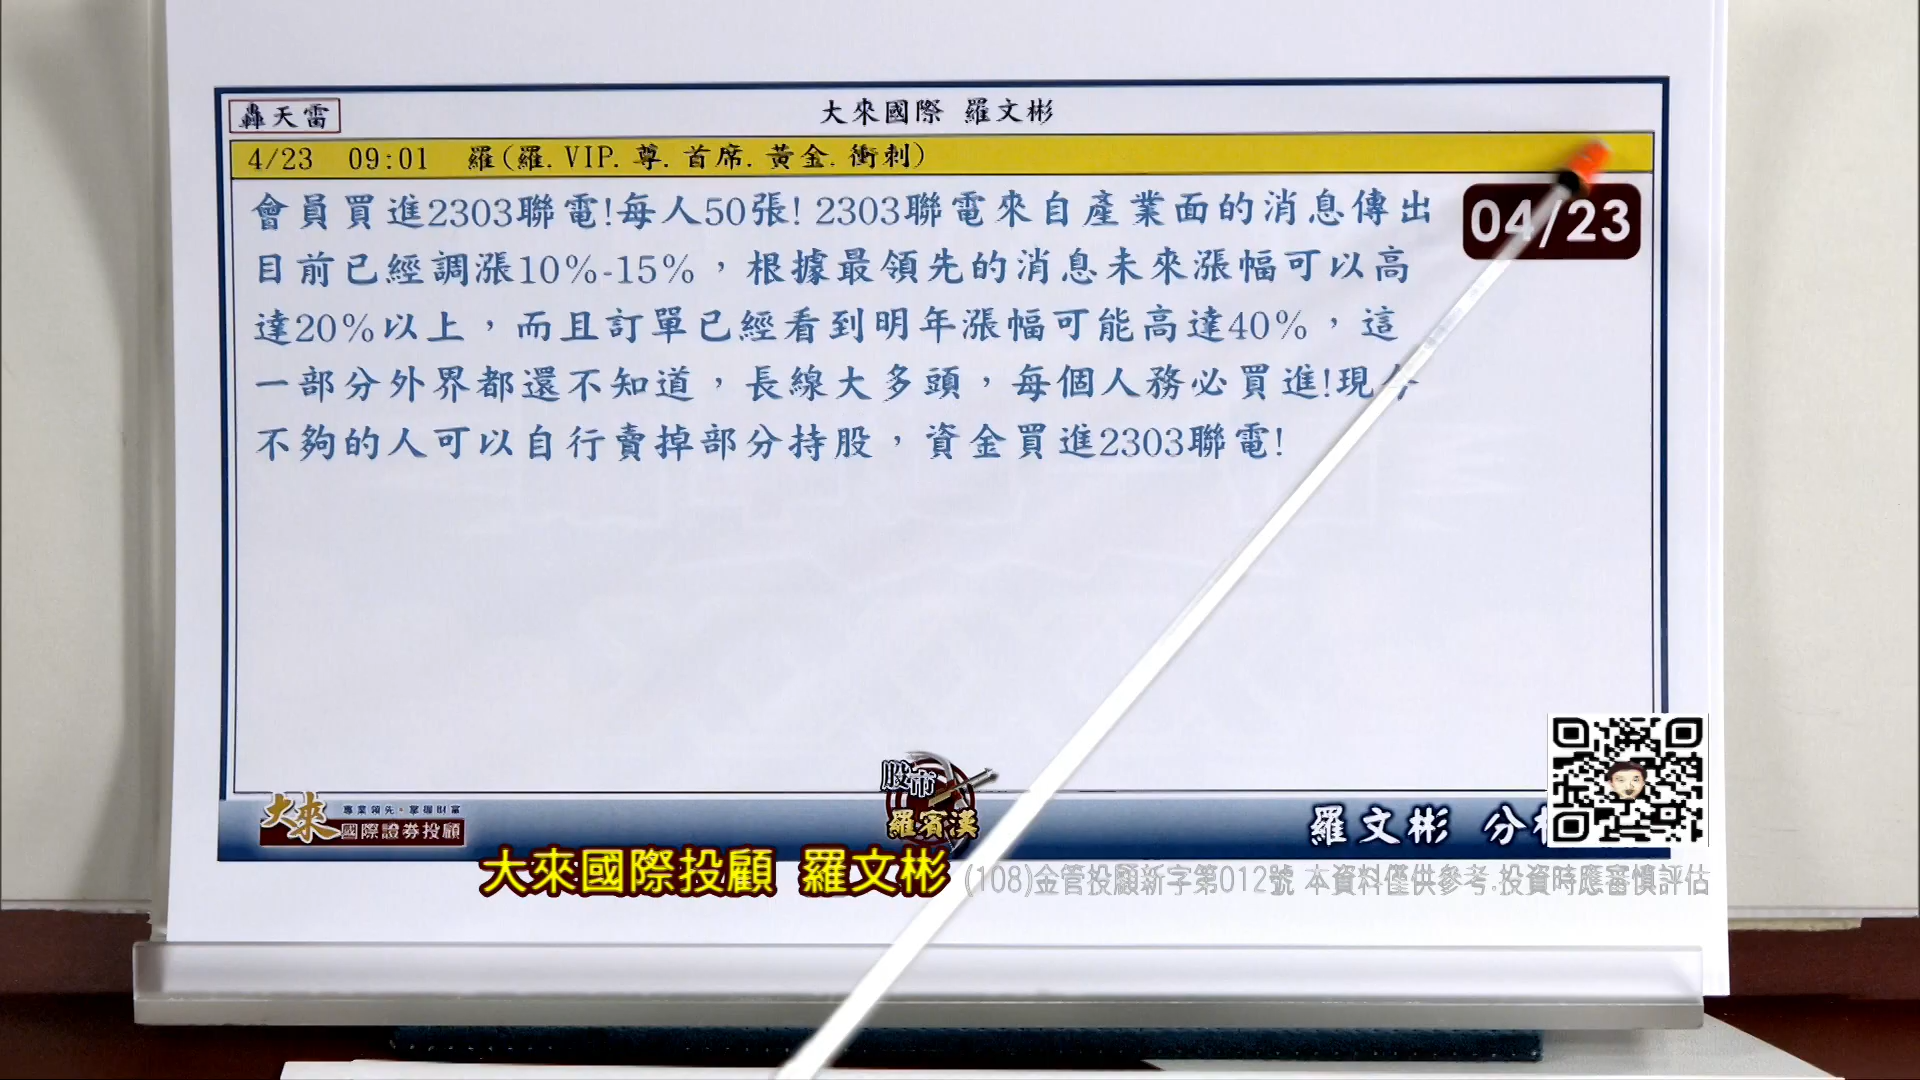 轟天雷
大來國際 羅文彬
4/23 09:01 羅(羅.VIP.尊.首席.黃金.衝刺)
04/23
會員買進2303聯電!每人50張! 2303聯電來自產業面的消息傳出
目前已經調漲10%-15%，根據最領先的消息未來漲幅可以高
達20%以上，而且訂單已經看到明年漲幅可能高達40%，這
一部分外界都還不知道，長線大多頭，每個人務必買進!現
不夠的人可以自行賣掉部分持股，資金買進2303聯電!
大來 專業領先·掌握財富
國際證券投顧
股市
羅賓漢
羅文彬 分
大來國際投顧 羅文彬 (108)金管投顧新字第012號 本資料僅供參考.投資時應審慎評估